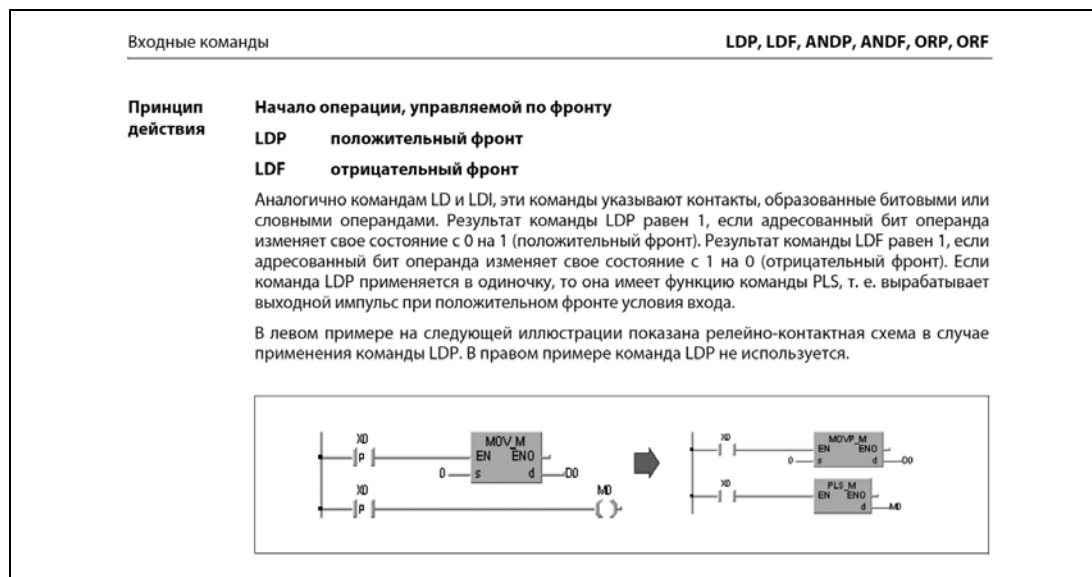 Входные команды LDP, LDF, ANDP, ANDF, ORP, ORF
Принцип действия
Начало операции, управляемой по фронту
LDP положительный фронт
LDF отрицательный фронт
Аналогично командам LD и LDI, эти команды указывают контакты, образованные битовыми или
словными операндами. Результат команды LDP равен 1, если адресованный бит операнда
изменяет свое состояние с 0 на 1 (положительный фронт). Результат команды LDF равен 1, если
адресованный бит операнда изменяет свое состояние с 1 на 0 (отрицательный фронт). Если
команда LDP применяется в одиночку, то она имеет функцию команды PLS, т. е. вырабатывает
выходной импульс при положительном фронте условия входа.
В левом примере на следующей иллюстрации показана релейно-контактная схема в случае
применения команды LDP. В правом примере команда LDP не используется.
X0 MOV_M
P EN ENO
0 s d D0
X0 M0
P
X0 MOVP_M
EN ENO
0 s d D0
X0 PLS_M
EN ENO
d M0